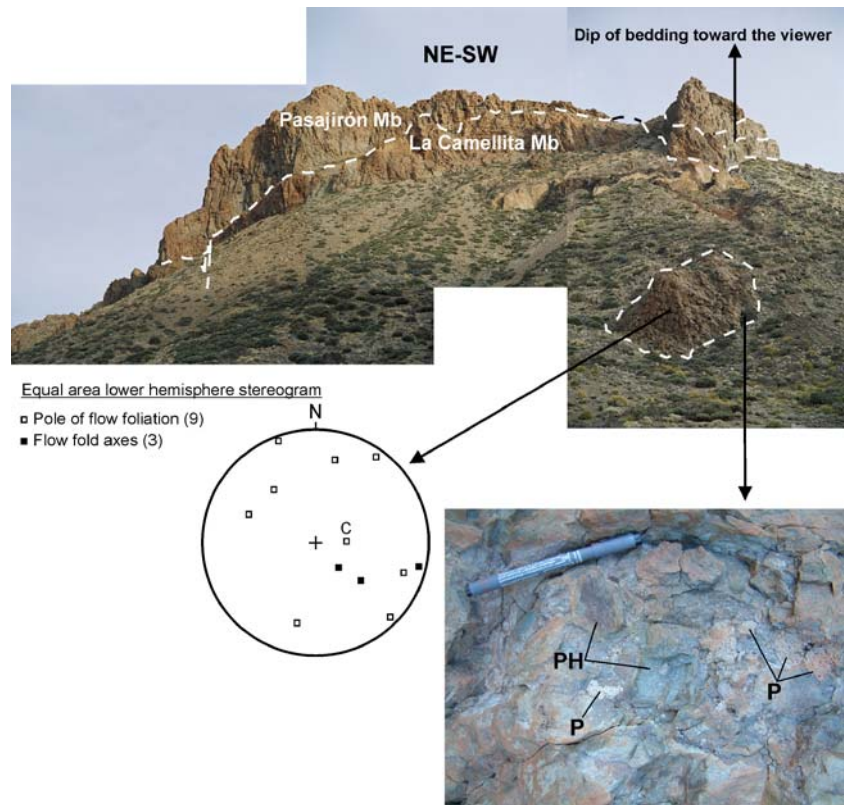 Dip of bedding toward the viewer
NE-SW
Pasajirón Mb
La Camellita Mb
Equal area lower hemisphere stereogram
Pole of flow foliation (9)
Flow fold axes (3)
N
C
PH
P
P